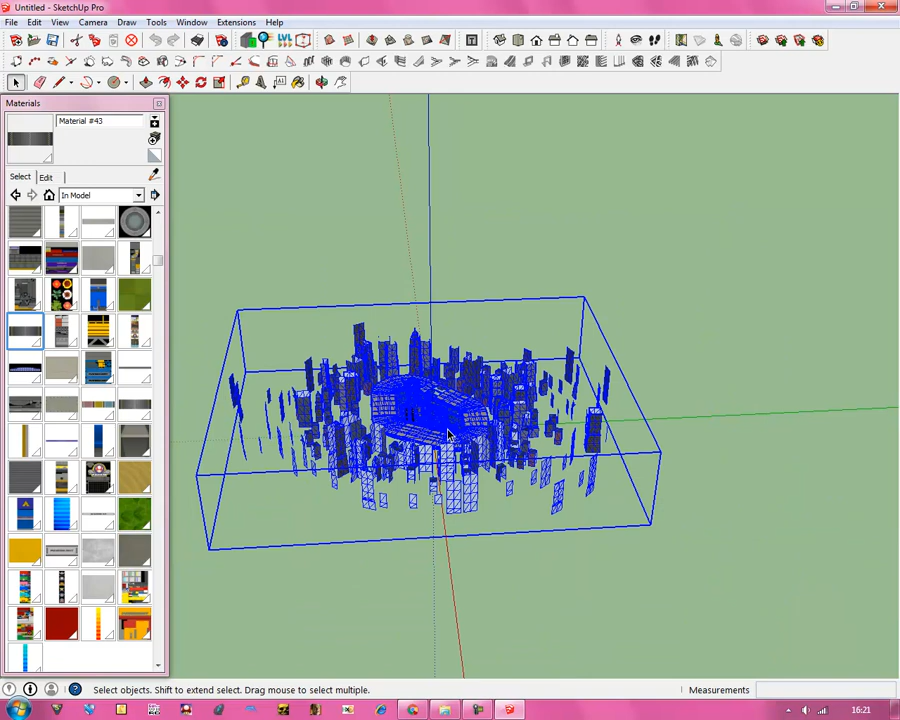 Untitled - SketchUp Pro
File Edit View Camera Draw Tools Window Extensions Help
LVL
Materials
Material #43
Select Edit
In Model
Select objects. Shift to extend select. Drag mouse to select multiple.
Measurements
16:21